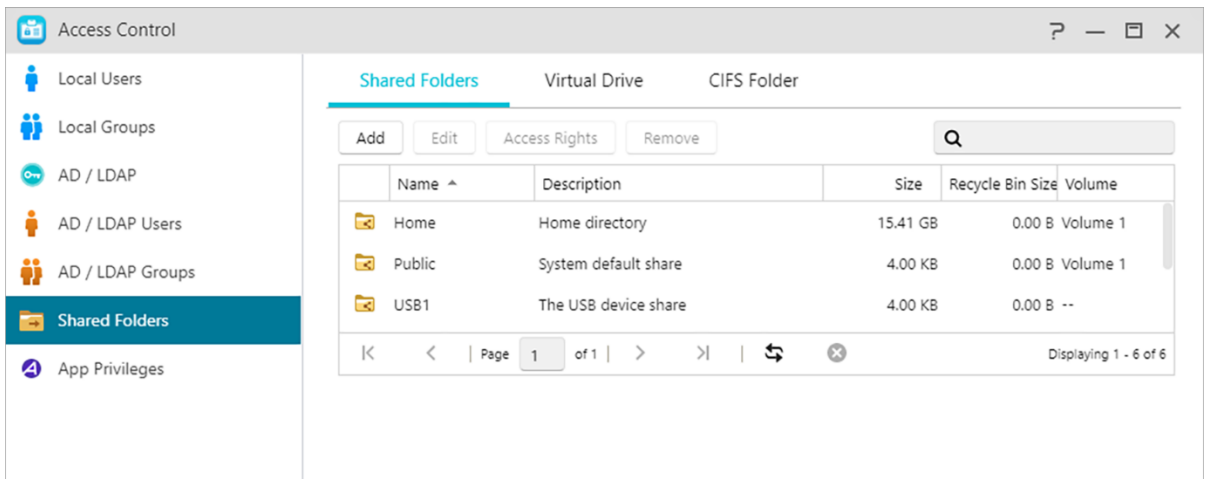 Access Control
Local Users
Local Groups
AD / LDAP
AD / LDAP Users
AD / LDAP Groups
Shared Folders
App Privileges
Shared Folders Virtual Drive CIFS Folder
Add Edit Access Rights Remove
Name Description Size Recycle Bin Size Volume
Home Home directory 15.41 GB 0.00 B Volume 1
Public System default share 4.00 KB 0.00 B Volume 1
USB1 The USB device share 4.00 KB 0.00 B --
Page 1 of 1 Displaying 1 - 6 of 6